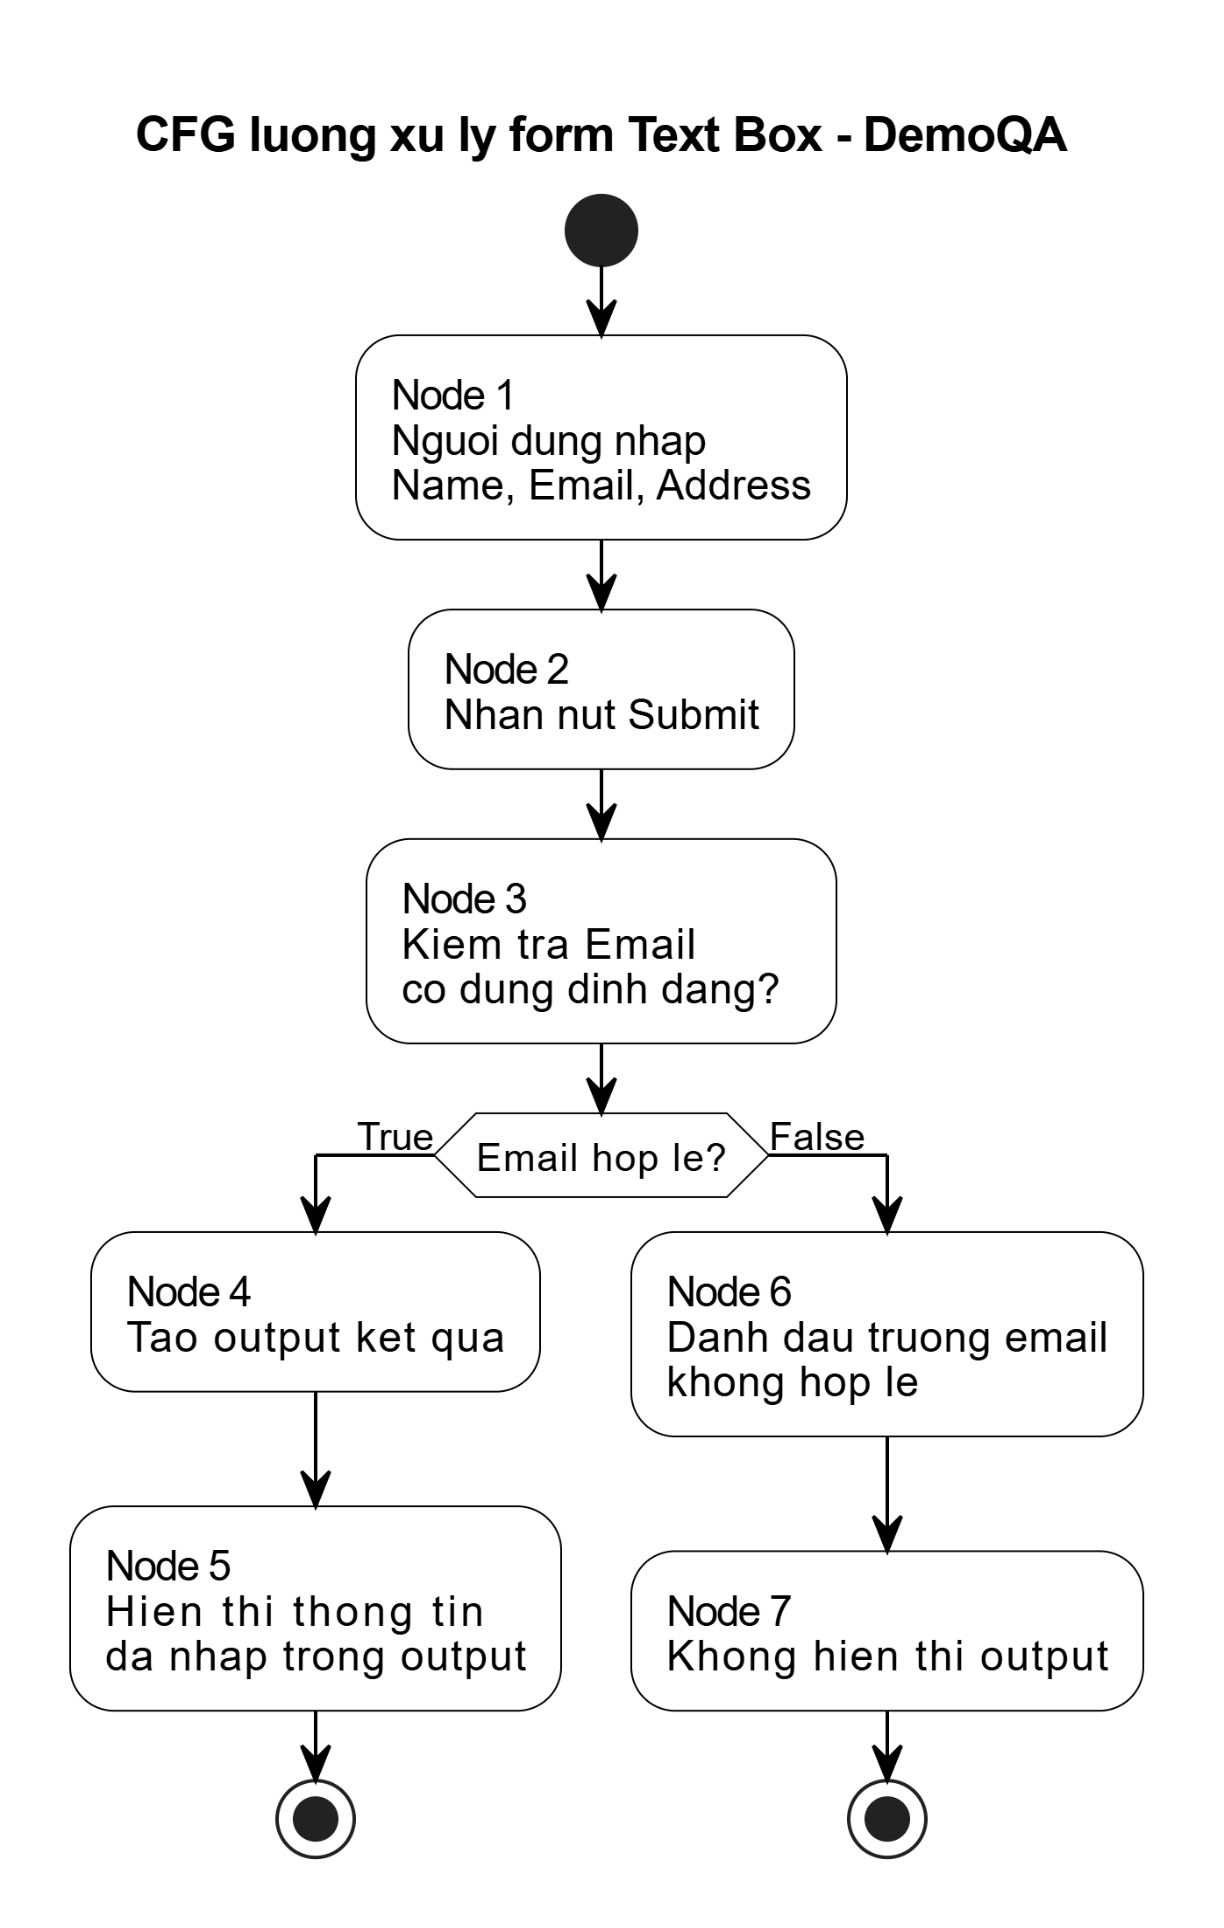 CFG luong xu ly form Text Box - DemoQA
Node 1
Nguoi dung nhap
Name, Email, Address
Node 2
Nhan nut Submit
Node 3
Kiem tra Email
co dung dinh dang?
True
Email hop le?
False
Node 4
Tao output ket qua
Node 6
Danh dau truong email
khong hop le
Node 5
Hien thi thong tin
da nhap trong output
Node 7
Khong hien thi output